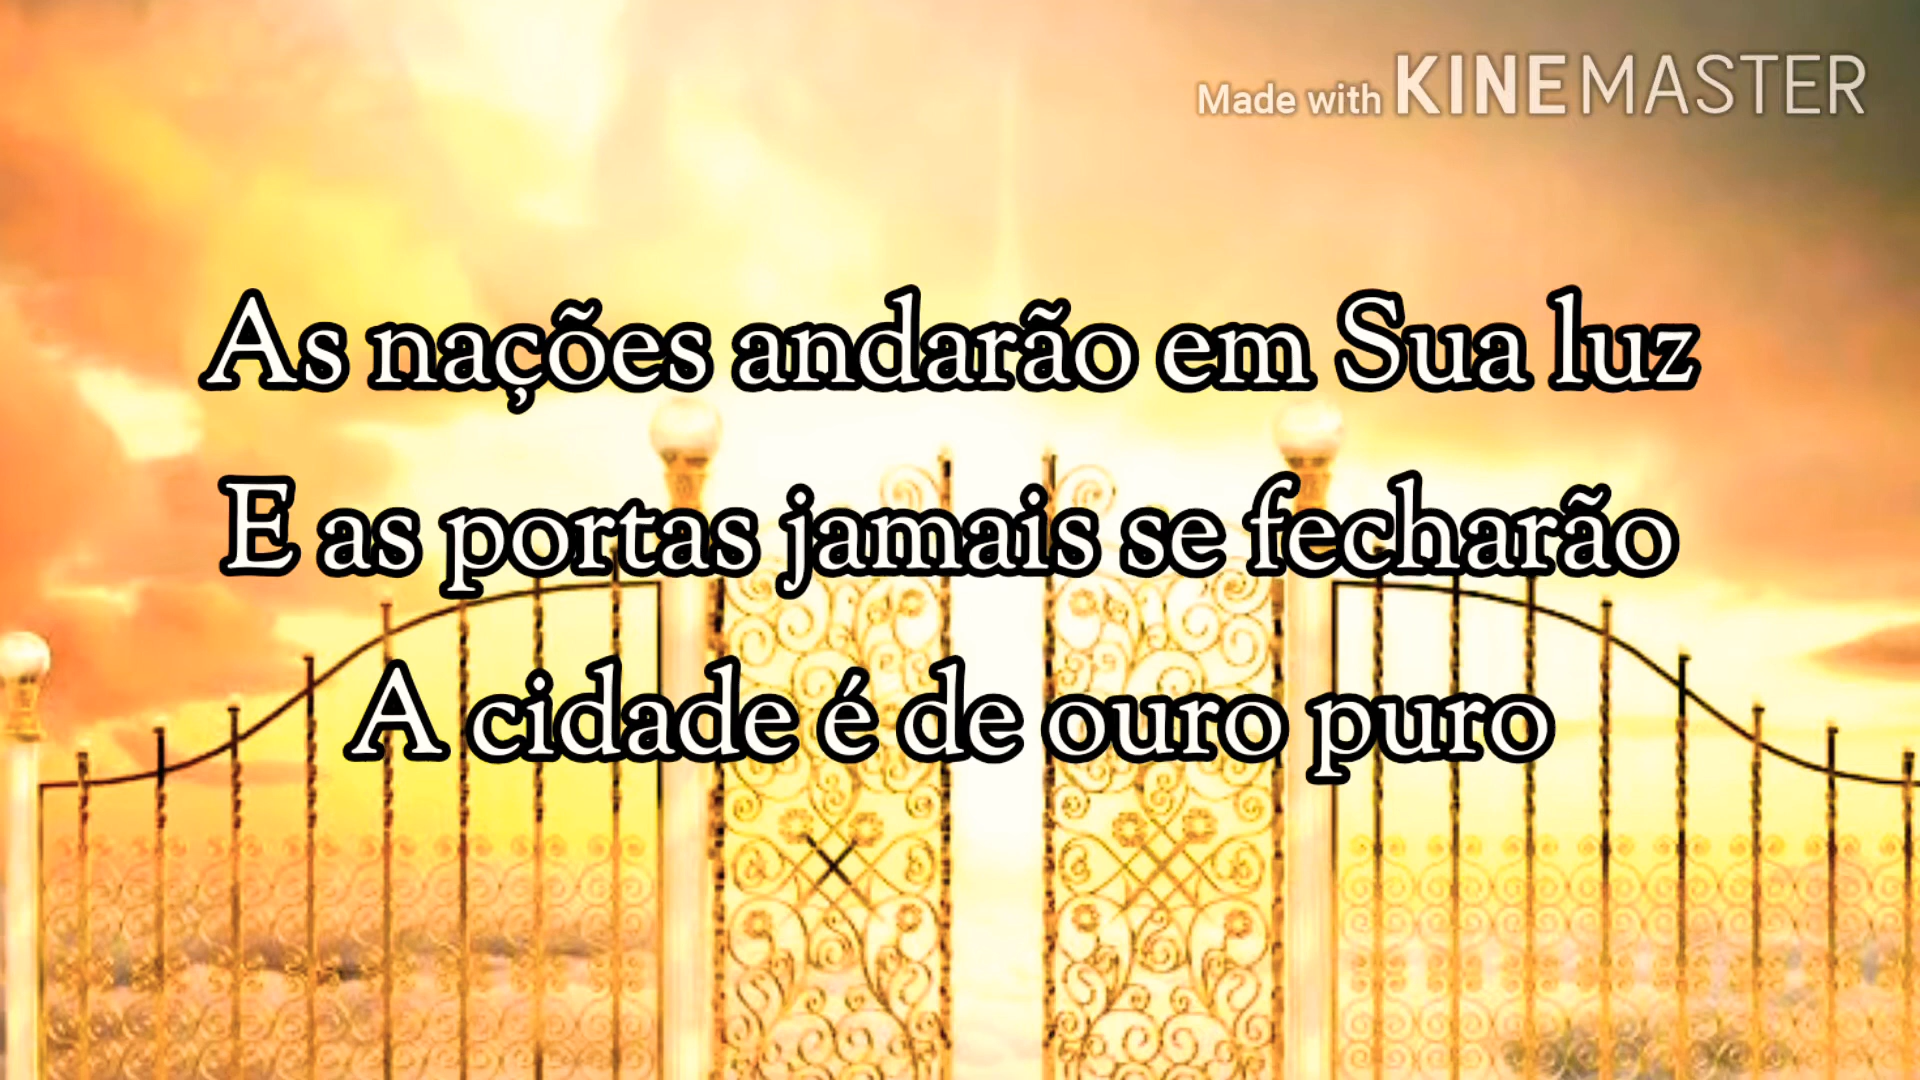 Made with KINEMASTER
As nações andarão em Sua luz
E as portas jamais se fecharão
A cidade é de ouro puro